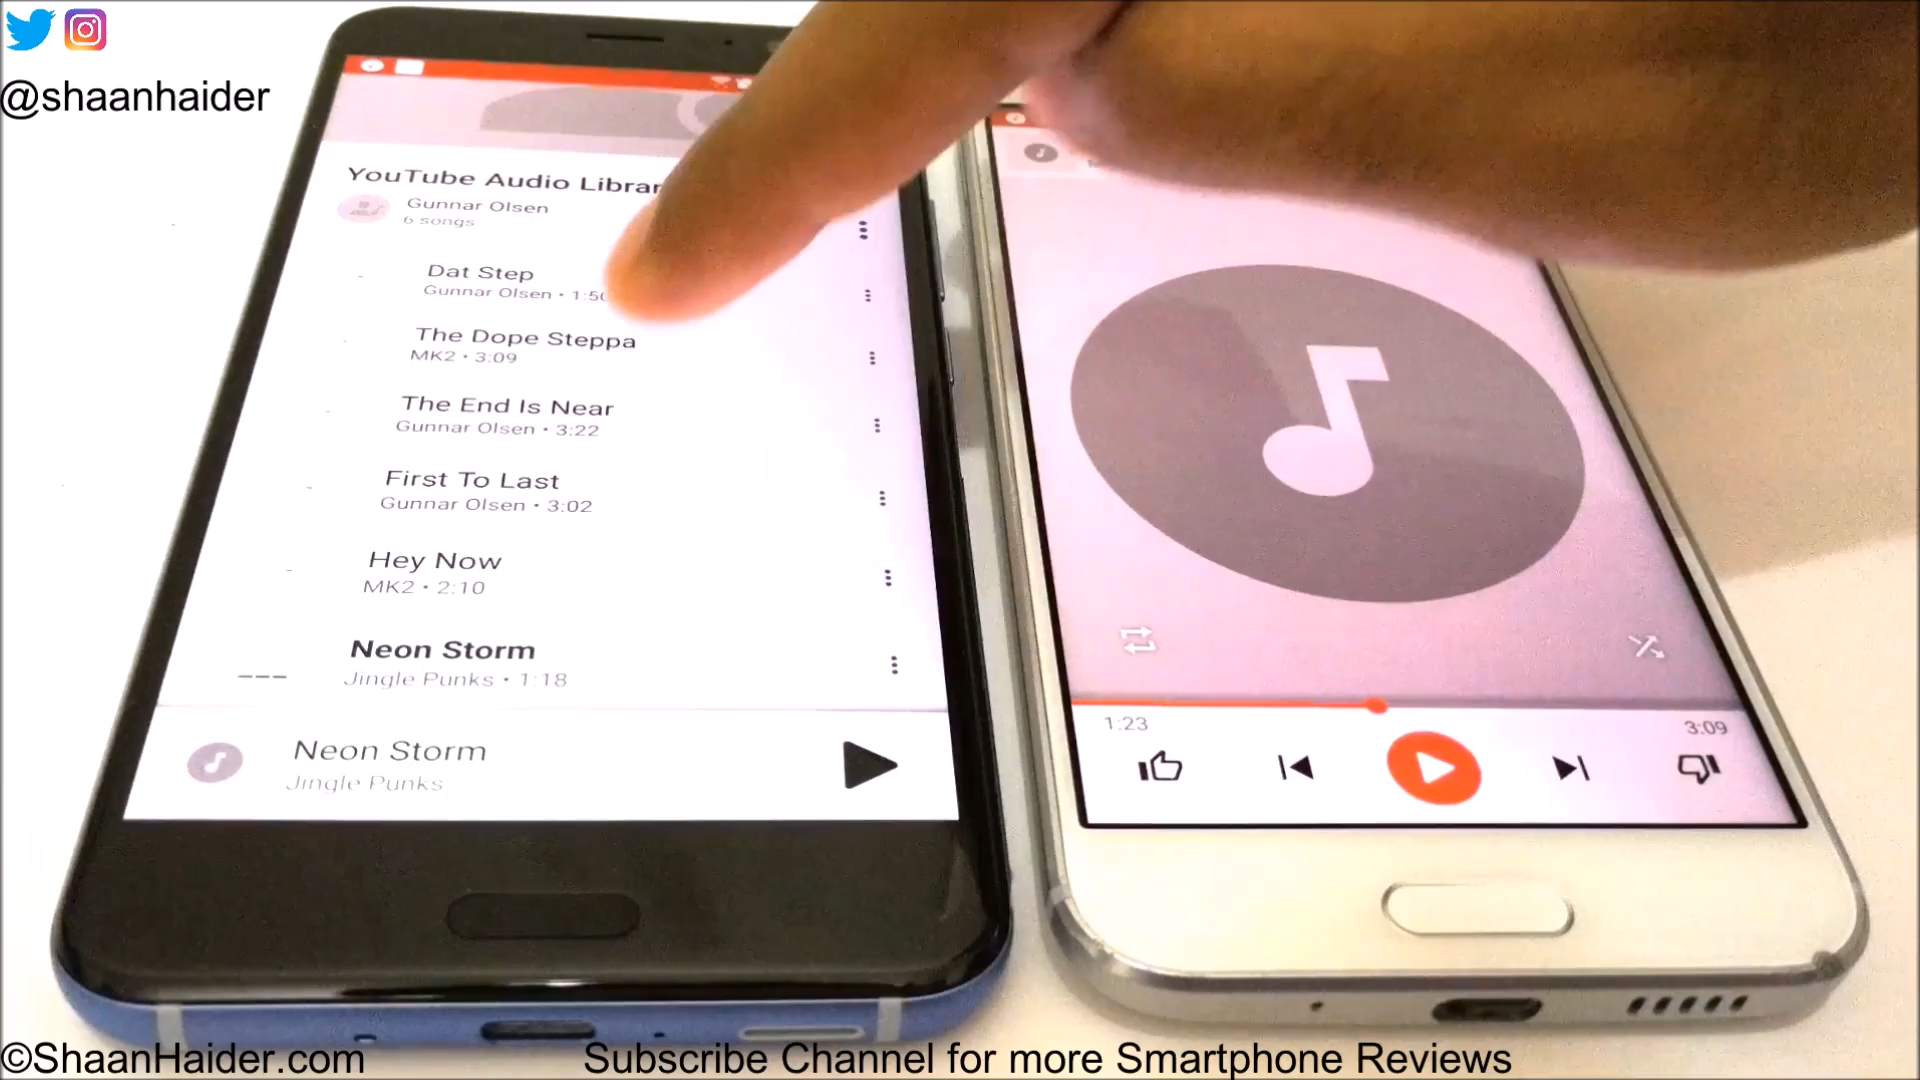 @shaanhaider
YouTube Audio Librar
Gunnar Olsen
6 songs
Dat Step
Gunnar Olsen • 1:50
The Dope Steppa
MK2 • 3:09
The End Is Near
Gunnar Olsen • 3:22
First To Last
Gunnar Olsen • 3:02
Hey Now
MK2 • 2:10
Neon Storm
Jingle Punks • 1:18
Neon Storm
Jingle Punks
1:23
3:09
©ShaanHaider.com
Subscribe Channel for more Smartphone Reviews